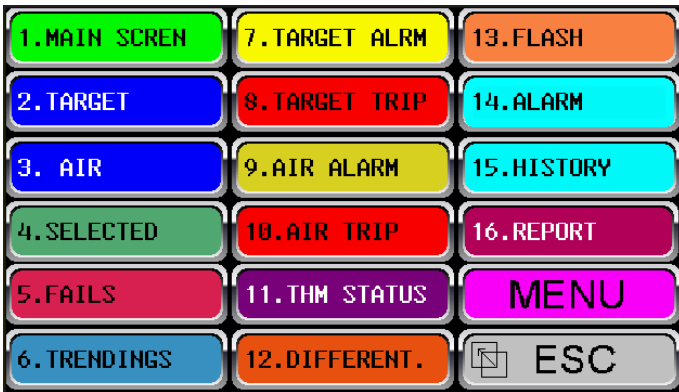 1.MAIN SCREN
2.TARGET
3. AIR
4.SELECTED
5.FAILS
6.TRENDINGS
7.TARGET ALRM
8.TARGET TRIP
9.AIR ALARM
10.AIR TRIP
11.THM STATUS
12.DIFFERENT.
13.FLASH
14.ALARM
15.HISTORY
16.REPORT
MENU
ESC